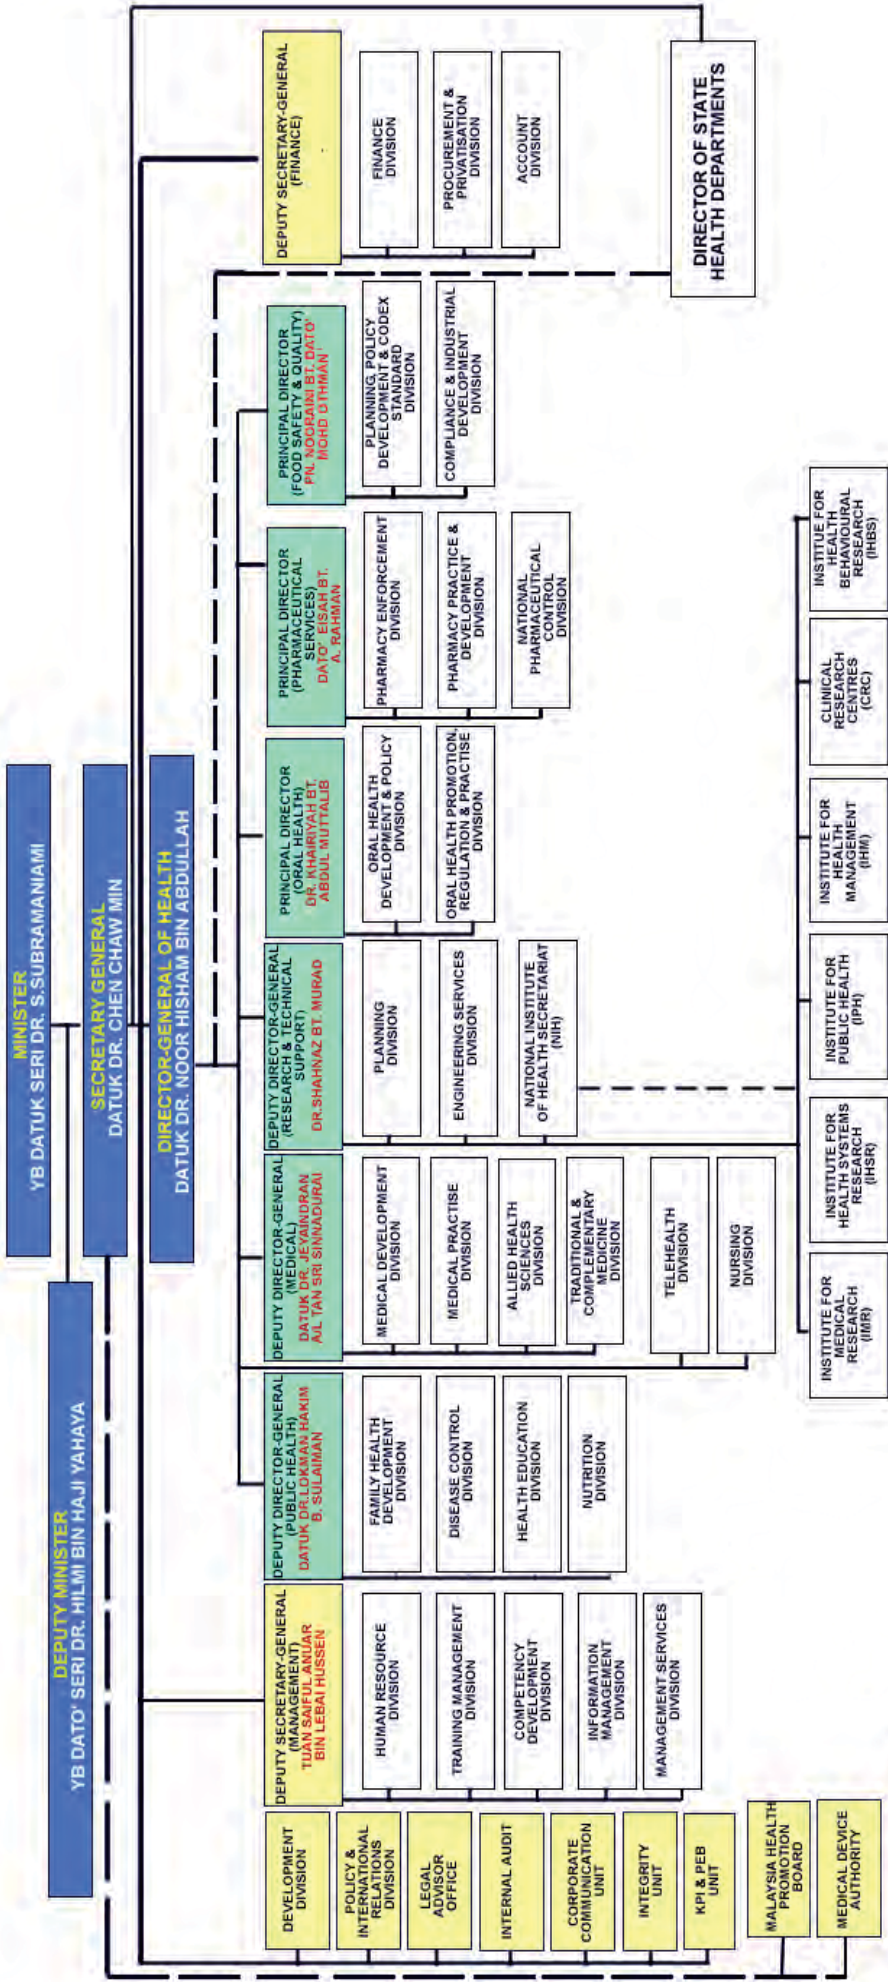 MINISTER
YB DATUK SERI DR. S.SUBRAMANIAMI
DEPUTY MINISTER
YB DATO' SERI DR. HILMI BIN HAJI YAHAYA
SECRETARY GENERAL
DATUK DR. CHEN CHAW MIN
DIRECTOR-GENERAL OF HEALTH
DATUK DR. NOOR HISHAM BIN ABDULLAH
DEVELOPMENT
DIVISION
POLICY &
INTERNATIONAL
RELATIONS
DIVISION
LEGAL
ADVISOR
OFFICE
INTERNAL AUDIT
CORPORATE
COMMUNICATION
UNIT
INTEGRITY
UNIT
KPI & PEB
UNIT
MALAYSIA HEALTH
PROMOTION
BOARD
MEDICAL DEVICE
AUTHORITY
DEPUTY SECRETARY-GENERAL
(MANAGEMENT)
TUAN SAIFUL ANUAR
BIN LEBAI HUSSEN
HUMAN RESOURCE
DIVISION
TRAINING MANAGEMENT
DIVISION
COMPETENCY
DEVELOPMENT
DIVISION
INFORMATION
MANAGEMENT
DIVISION
MANAGEMENT SERVICES
DIVISION
DEPUTY DIRECTOR-GENERAL
(PUBLIC HEALTH)
DATUK DR.LOKMAN HAKIM
B. SULAIMAN
FAMILY HEALTH
DEVELOPMENT
DIVISION
DISEASE CONTROL
DIVISION
HEALTH EDUCATION
DIVISION
NUTRITION
DIVISION
DEPUTY DIRECTOR-GENERAL
(MEDICAL)
DATUK DR. JEYAINDRAN
A/L TAN SRI SINNADURAI
MEDICAL DEVELOPMENT
DIVISION
MEDICAL PRACTISE
DIVISION
ALLIED HEALTH
SCIENCES
DIVISION
TRADITIONAL &
COMPLEMENTARY
MEDICINE
DIVISION
TELEHEALTH
DIVISION
NURSING
DIVISION
DEPUTY DIRECTOR-GENERAL
(RESEARCH & TECHNICAL
SUPPORT)
DR.SHAHNAZ BT. MURAD
PLANNING
DIVISION
ENGINEERING SERVICES
DIVISION
NATIONAL INSTITUTE
OF HEALTH SECRETARIAT
(NIH)
PRINCIPAL DIRECTOR
(ORAL HEALTH)
DR. KHAIRIYAH BT.
ABDUL MUTTALIB
ORAL HEALTH
DEVELOPMENT & POLICY
DIVISION
ORAL HEALTH PROMOTION,
REGULATION & PRACTISE
DIVISION
PRINCIPAL DIRECTOR
(PHARMACEUTICAL
SERVICES)
DATO' EISAH BT.
A. RAHMAN
PHARMACY ENFORCEMENT
DIVISION
PHARMACY PRACTICE &
DEVELOPMENT
DIVISION
NATIONAL
PHARMACEUTICAL
CONTROL
DIVISION
PRINCIPAL DIRECTOR
(FOOD SAFETY & QUALITY)
PN. NOORAINI BT. DATO'
MOHD OTHMAN
PLANNING, POLICY
DEVELOPMENT & CODEX
STANDARD
DIVISION
COMPLIANCE & INDUSTRIAL
DEVELOPMENT
DIVISION
DEPUTY SECRETARY-GENERAL
(FINANCE)
FINANCE
DIVISION
PROCUREMENT &
PRIVATISATION
DIVISION
ACCOUNT
DIVISION
DIRECTOR OF STATE
HEALTH DEPARTMENTS
INSTITUTE FOR
MEDICAL
RESEARCH
(IMR)
INSTITUTE FOR
HEALTH SYSTEMS
RESEARCH
(IHSR)
INSTITUTE FOR
PUBLIC HEALTH
(IPH)
INSTITUTE FOR
HEALTH
MANAGEMENT
(IHM)
CLINICAL
RESEARCH
CENTRES
(CRC)
INSTITUE FOR
HEALTH
BEHAVIOURAL
RESEARCH
(IHBS)